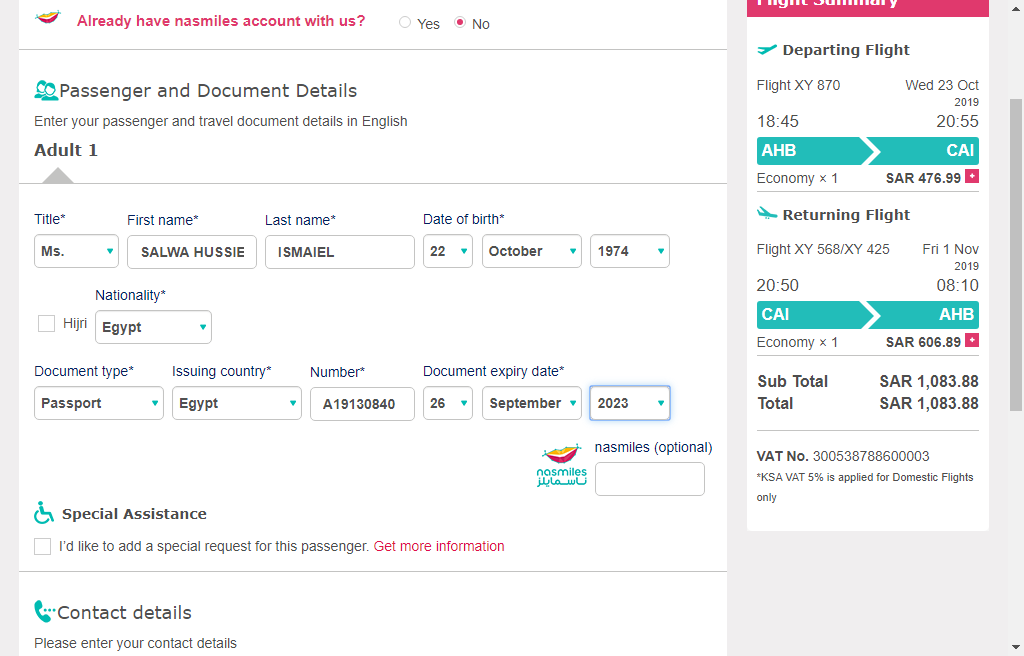 Already have nasmiles account with us? Yes No
Passenger and Document Details
Enter your passenger and travel document details in English
Adult 1
Title* First name* Last name* Date of birth*
Ms. SALWA HUSSIE ISMAIEL 22 October 1974
Nationality*
Hijri Egypt
Document type* Issuing country* Number* Document expiry date*
Passport Egypt A19130840 26 September 2023
nasmiles (optional)
nasmiles
ناسمايلز
Special Assistance
I'd like to add a special request for this passenger. Get more information
Contact details
Please enter your contact details
Flight Summary
Departing Flight
Flight XY 870 Wed 23 Oct
2019
18:45 20:55
AHB CAI
Economy × 1 SAR 476.99 +
Returning Flight
Flight XY 568/XY 425 Fri 1 Nov
2019
20:50 08:10
CAI AHB
Economy × 1 SAR 606.89 +
Sub Total SAR 1,083.88
Total SAR 1,083.88
VAT No. 300538788600003
*KSA VAT 5% is applied for Domestic Flights
only